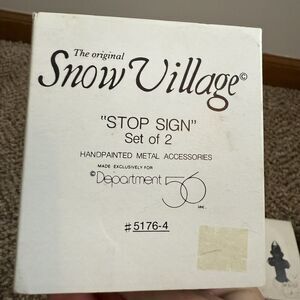 The original
Snow Village©
"STOP SIGN"
Set of 2
HANDPAINTED METAL ACCESSORIES
MADE EXCLUSIVELY FOR
©Department 56 INC.
#5176-4